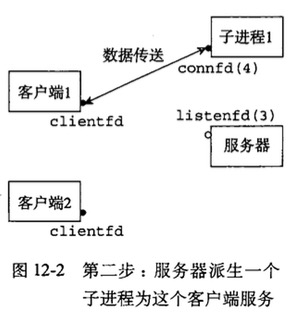 子进程1
数据传送
connfd(4)
客户端1
clientfd
listenfd(3)
服务器
客户端2
clientfd
图 12-2 第二步：服务器派生一个
子进程为这个客户端服务